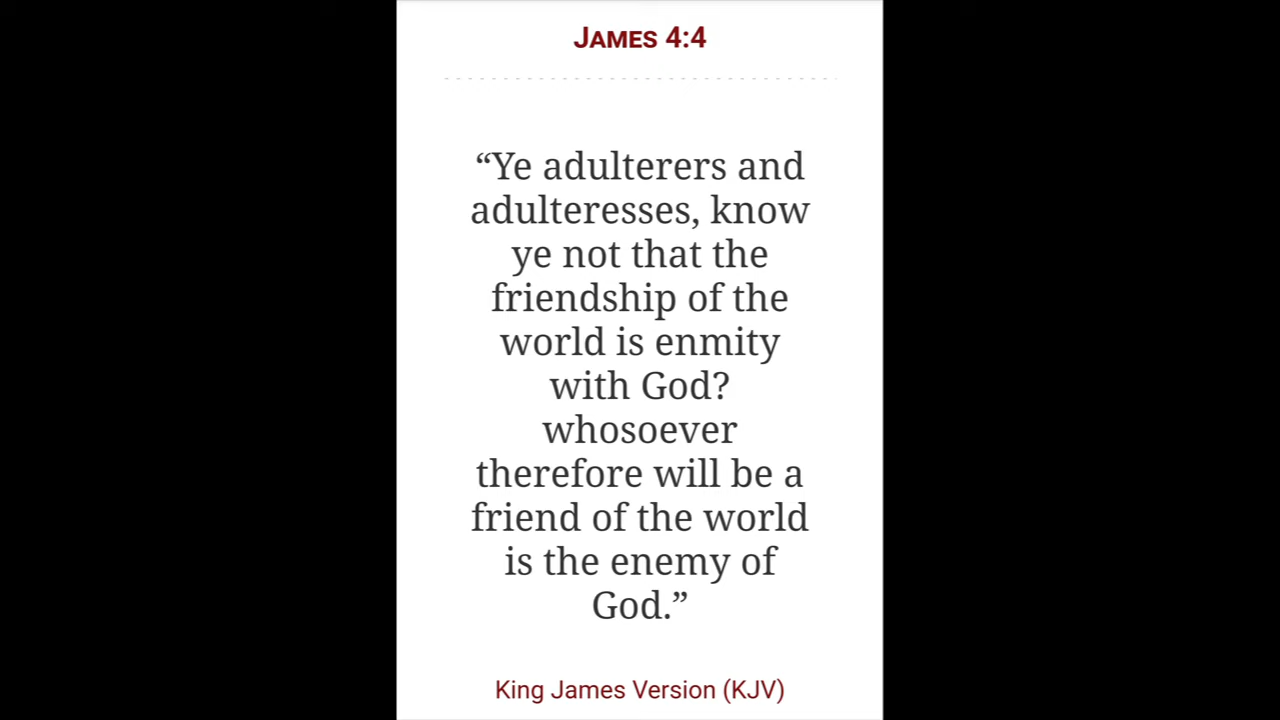 James 4:4
“Ye adulterers and
adulteresses, know
ye not that the
friendship of the
world is enmity
with God?
whosoever
therefore will be a
friend of the world
is the enemy of
God.”
King James Version (KJV)